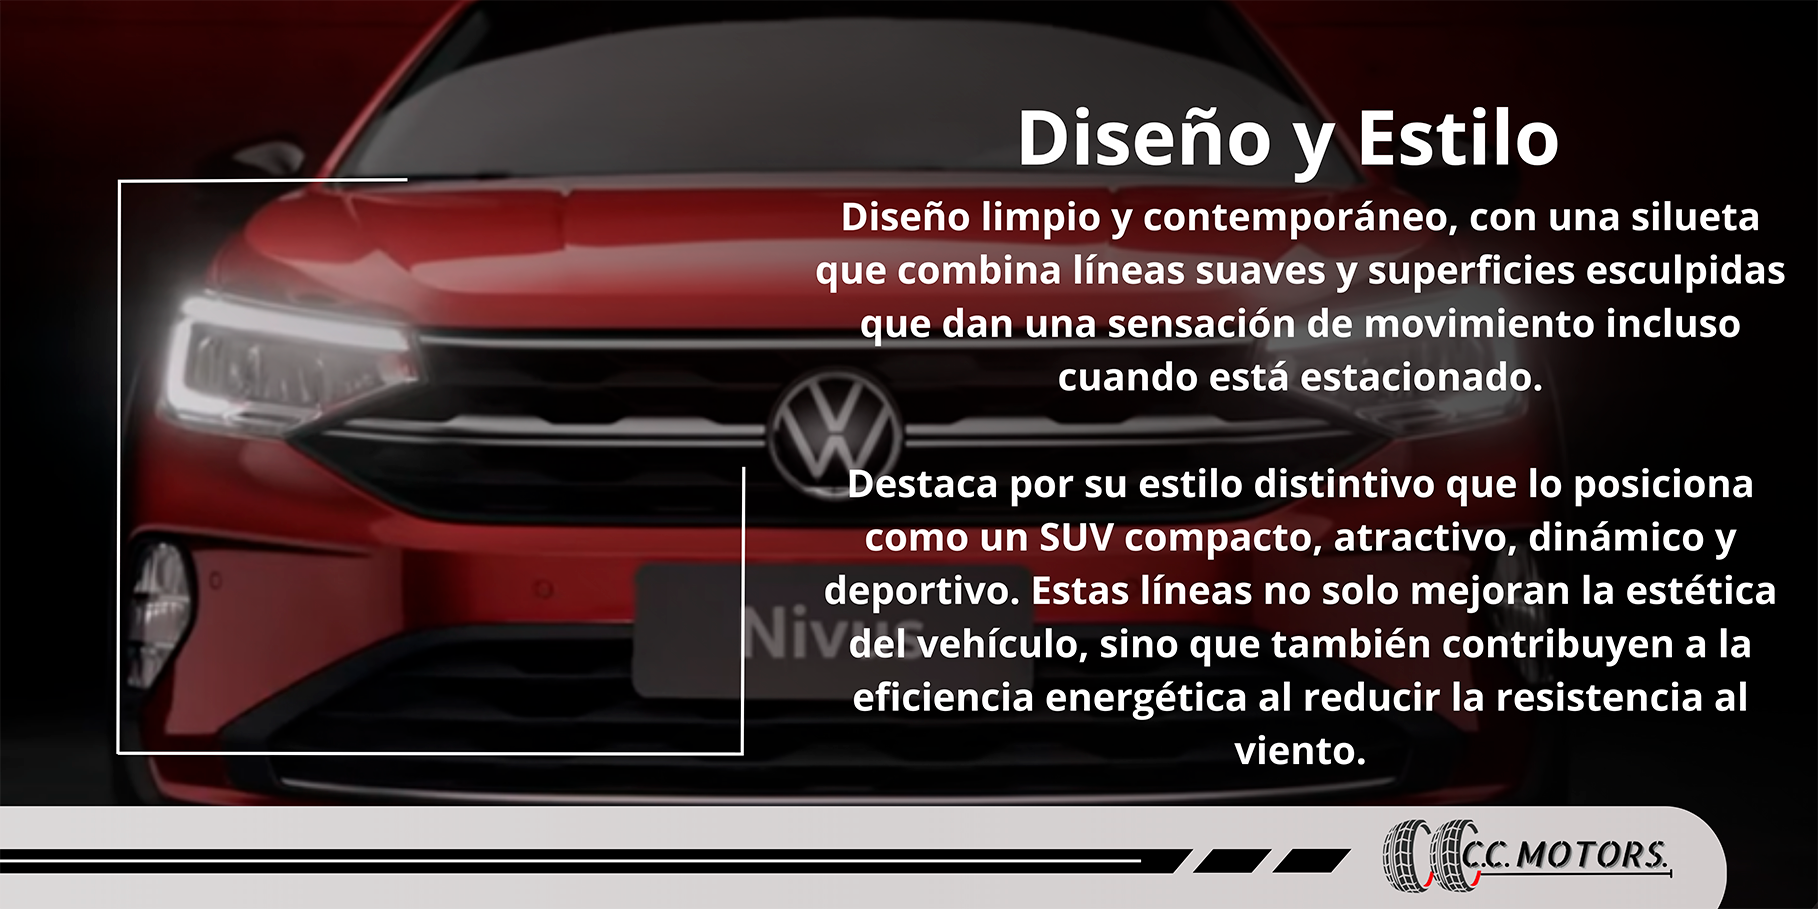 Diseño y Estilo
Diseño limpio y contemporáneo, con una silueta
que combina líneas suaves y superficies esculpidas
que dan una sensación de movimiento incluso
cuando está estacionado.
Destaca por su estilo distintivo que lo posiciona
como un SUV compacto, atractivo, dinámico y
deportivo. Estas líneas no solo mejoran la estética
del vehículo, sino que también contribuyen a la
eficiencia energética al reducir la resistencia al
viento.
Nivus
C.C. MOTORS.